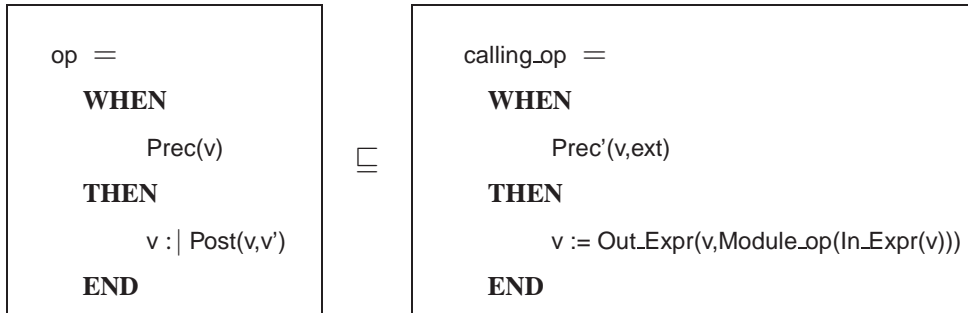 op =
WHEN
Prec(v)
THEN
v :| Post(v,v')
END
⊑
calling_op =
WHEN
Prec'(v,ext)
THEN
v := Out_Expr(v,Module_op(In_Expr(v)))
END